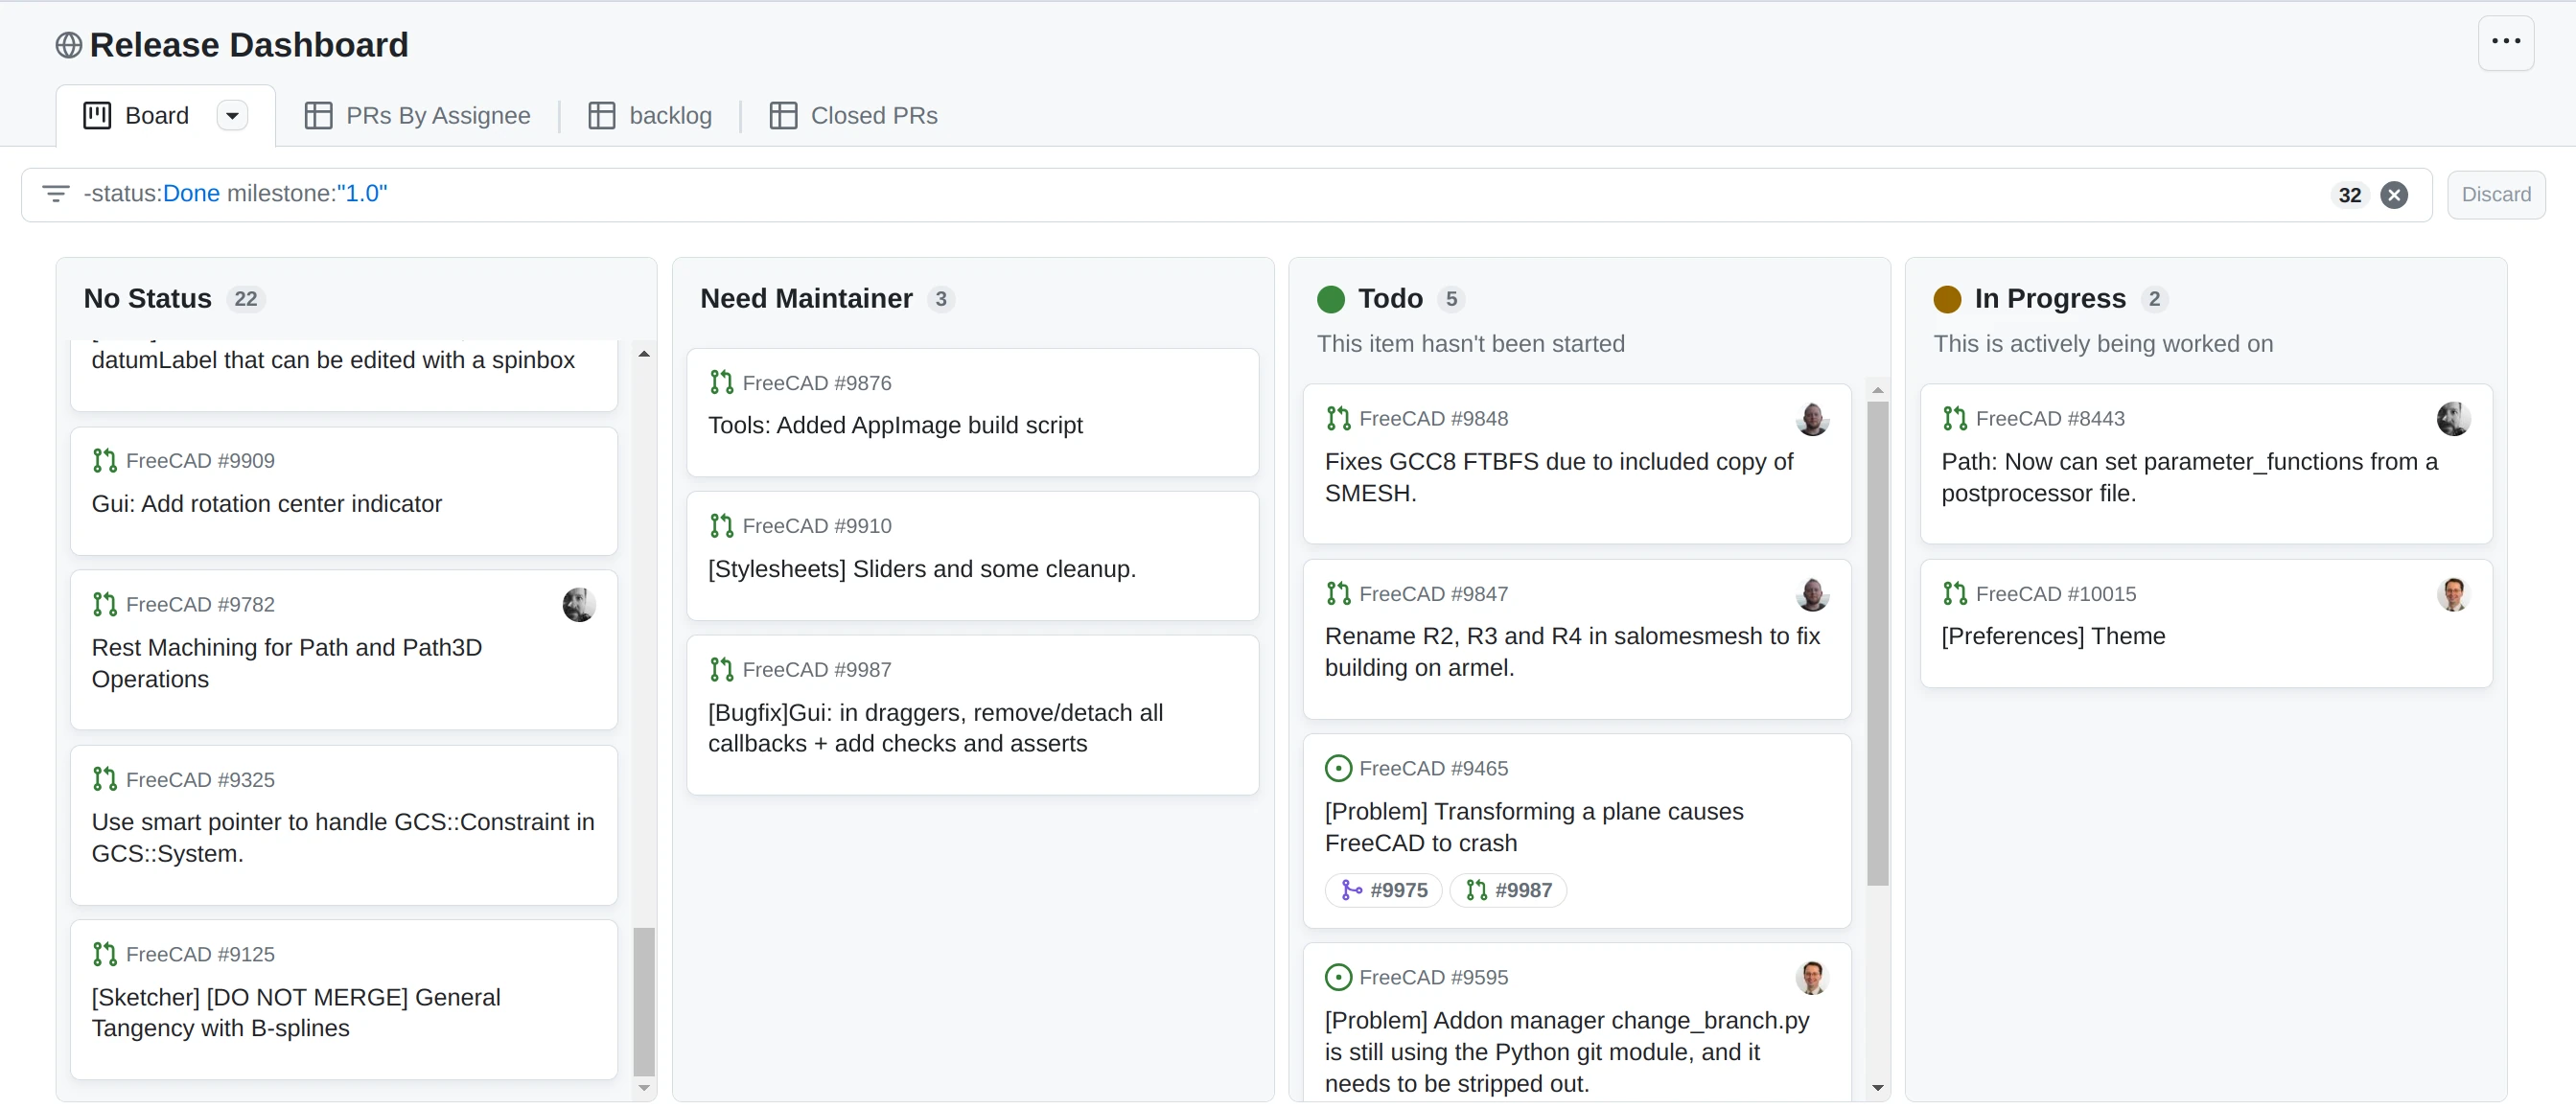 Release Dashboard
Board
PRs By Assignee
backlog
Closed PRs
-status:Done milestone:"1.0"
32
Discard
No Status 22
datumLabel that can be edited with a spinbox
FreeCAD #9909
Gui: Add rotation center indicator
FreeCAD #9782
Rest Machining for Path and Path3D
Operations
FreeCAD #9325
Use smart pointer to handle GCS::Constraint in
GCS::System.
FreeCAD #9125
[Sketcher] [DO NOT MERGE] General
Tangency with B-splines
Need Maintainer 3
FreeCAD #9876
Tools: Added AppImage build script
FreeCAD #9910
[Stylesheets] Sliders and some cleanup.
FreeCAD #9987
[Bugfix]Gui: in draggers, remove/detach all
callbacks + add checks and asserts
Todo 5
This item hasn't been started
FreeCAD #9848
Fixes GCC8 FTBFS due to included copy of
SMESH.
FreeCAD #9847
Rename R2, R3 and R4 in salomesmesh to fix
building on armel.
FreeCAD #9465
[Problem] Transforming a plane causes
FreeCAD to crash
#9975 #9987
FreeCAD #9595
[Problem] Addon manager change_branch.py
is still using the Python git module, and it
needs to be stripped out.
In Progress 2
This is actively being worked on
FreeCAD #8443
Path: Now can set parameter_functions from a
postprocessor file.
FreeCAD #10015
[Preferences] Theme